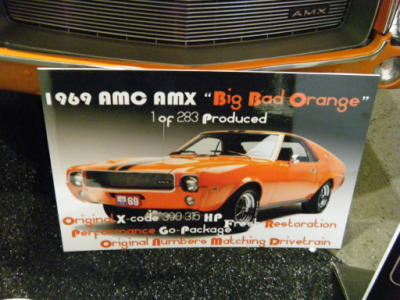 AMX
1969 AMC AMX "Big Bad Orange"
1 of 283 Produced
69
Original X-code 390-315 HP Fresh Restoration
Performance Go-Package
Original Numbers Matching Drivetrain